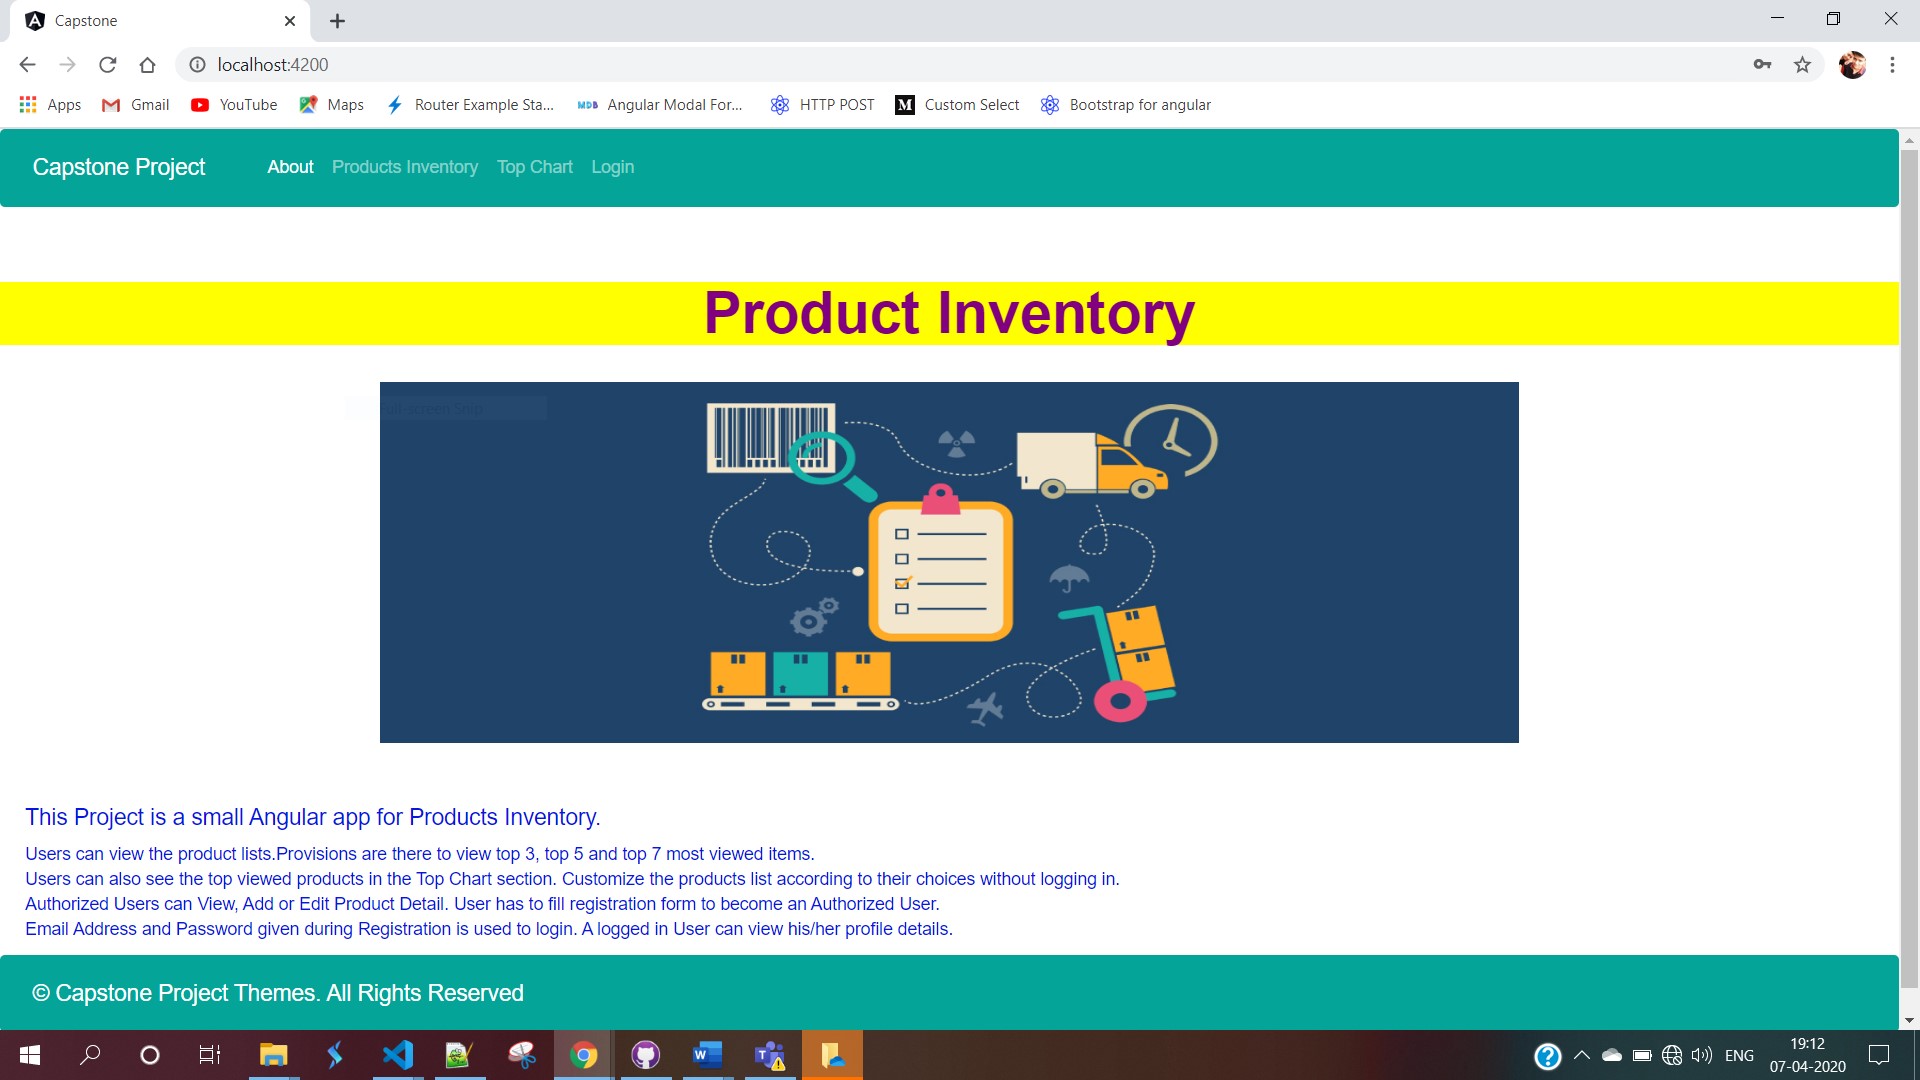 Capstone
localhost:4200
Apps Gmail YouTube Maps Router Example Sta... MDB Angular Modal For... HTTP POST M Custom Select Bootstrap for angular
Capstone Project About Products Inventory Top Chart Login
Product Inventory
Full-screen Snip
This Project is a small Angular app for Products Inventory.
Users can view the product lists.Provisions are there to view top 3, top 5 and top 7 most viewed items.
Users can also see the top viewed products in the Top Chart section. Customize the products list according to their choices without logging in.
Authorized Users can View, Add or Edit Product Detail. User has to fill registration form to become an Authorized User.
Email Address and Password given during Registration is used to login. A logged in User can view his/her profile details.
© Capstone Project Themes. All Rights Reserved
ENG
19:12
07-04-2020